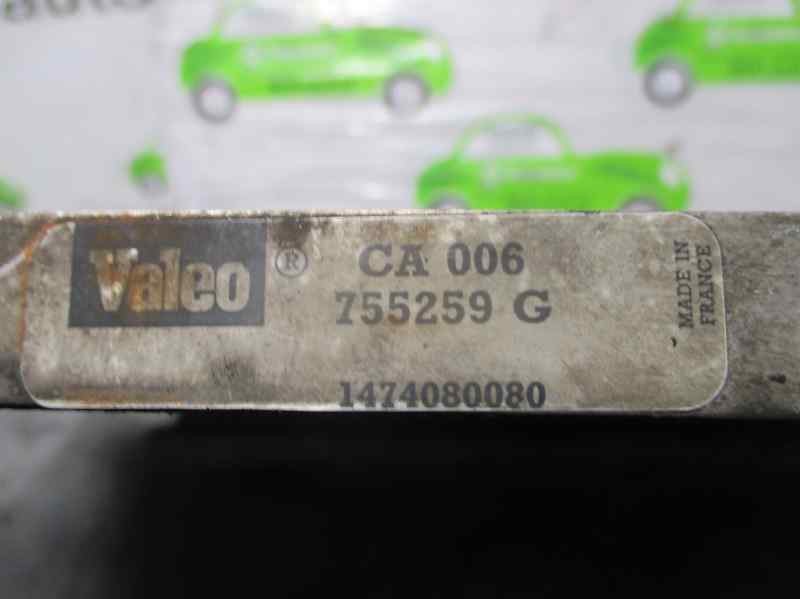 Valeo ® CA 006
755259 G
1474080080
MADE IN
FRANCE